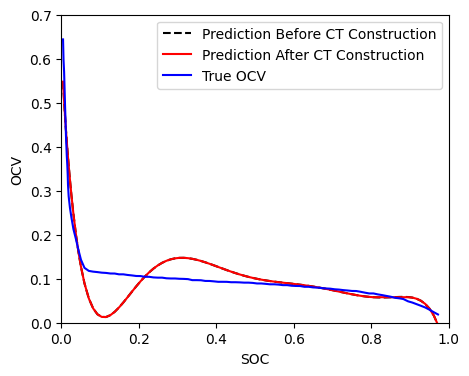 Prediction Before CT Construction
Prediction After CT Construction
True OCV
0.7
0.6
0.5
0.4
0.3
0.2
0.1
0.0
OCV
0.0 0.2 0.4 0.6 0.8 1.0
SOC